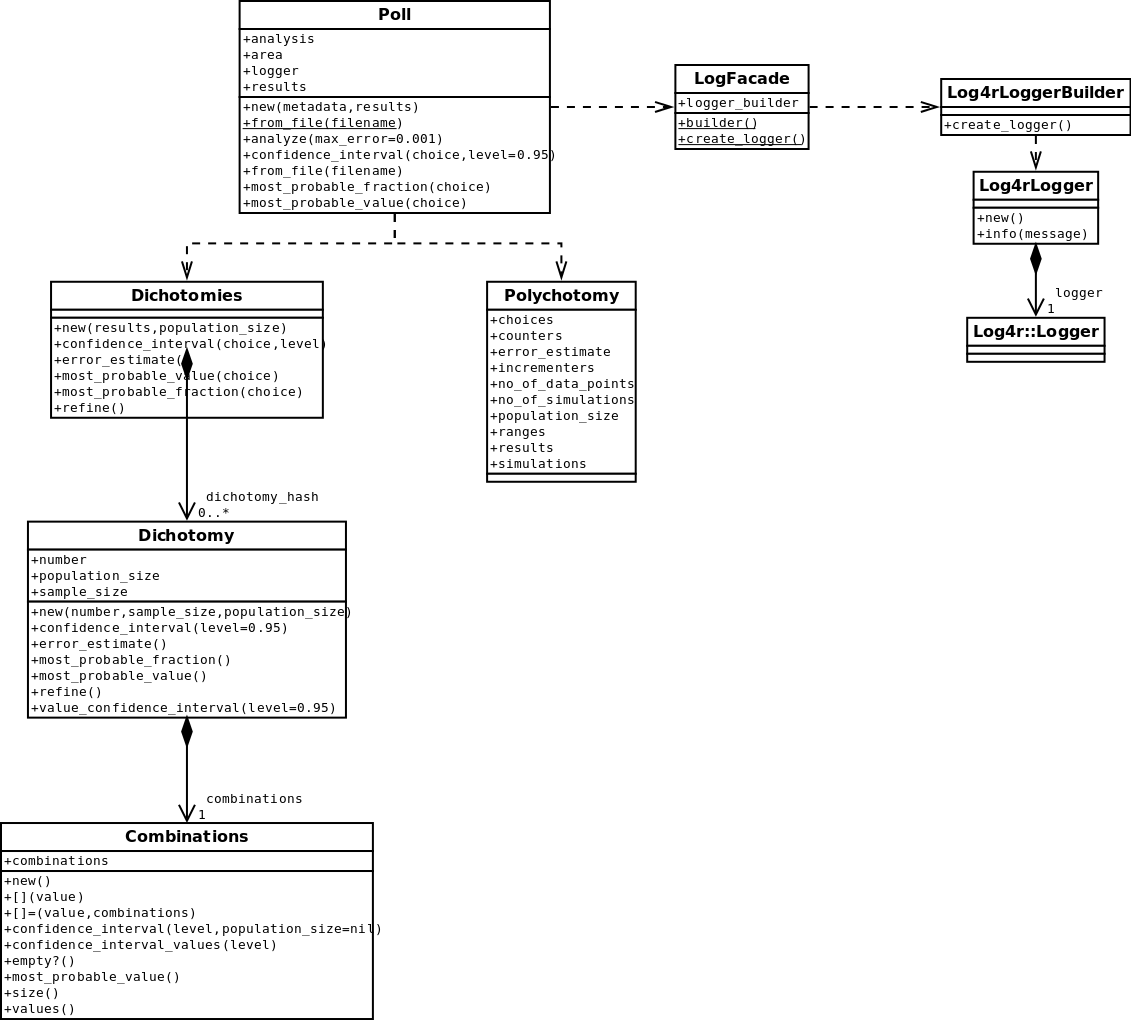 Poll
+analysis
+area
+logger
+results
+new(metadata,results)
+from_file(filename)
+analyze(max_error=0.001)
+confidence_interval(choice,level=0.95)
+from_file(filename)
+most_probable_fraction(choice)
+most_probable_value(choice)
LogFacade
+logger_builder
+builder()
+create_logger()
Log4rLoggerBuilder
+create_logger()
Log4rLogger
+new()
+info(message)
logger
1
Log4r::Logger
Dichotomies
+new(results,population_size)
+confidence_interval(choice,level)
+error_estimate()
+most_probable_value(choice)
+most_probable_fraction(choice)
+refine()
Polychotomy
+choices
+counters
+error_estimate
+incrementers
+no_of_data_points
+no_of_simulations
+population_size
+ranges
+results
+simulations
dichotomy_hash
0..*
Dichotomy
+number
+population_size
+sample_size
+new(number,sample_size,population_size)
+confidence_interval(level=0.95)
+error_estimate()
+most_probable_fraction()
+most_probable_value()
+refine()
+value_confidence_interval(level=0.95)
combinations
1
Combinations
+combinations
+new()
+[](value)
+[]=(value,combinations)
+confidence_interval(level,population_size=nil)
+confidence_interval_values(level)
+empty?()
+most_probable_value()
+size()
+values()